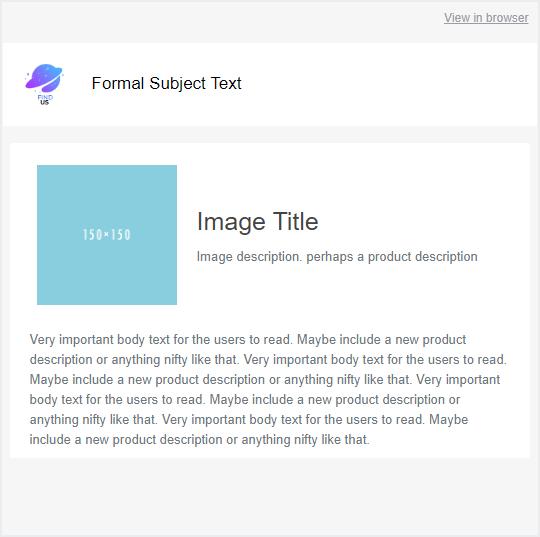 View in browser
FIND
US
Formal Subject Text
150×150
Image Title
Image description. perhaps a product description
Very important body text for the users to read. Maybe include a new product
description or anything nifty like that. Very important body text for the users to read.
Maybe include a new product description or anything nifty like that. Very important
body text for the users to read. Maybe include a new product description or
anything nifty like that. Very important body text for the users to read. Maybe
include a new product description or anything nifty like that.